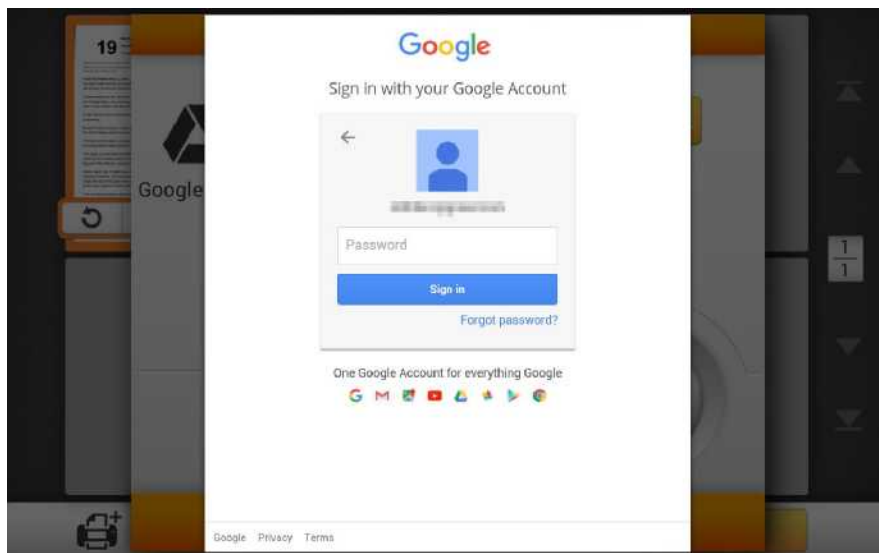 19
Google
Google
Sign in with your Google Account
Password
Sign in
Forgot password?
One Google Account for everything Google
1
1
Google Privacy Terms